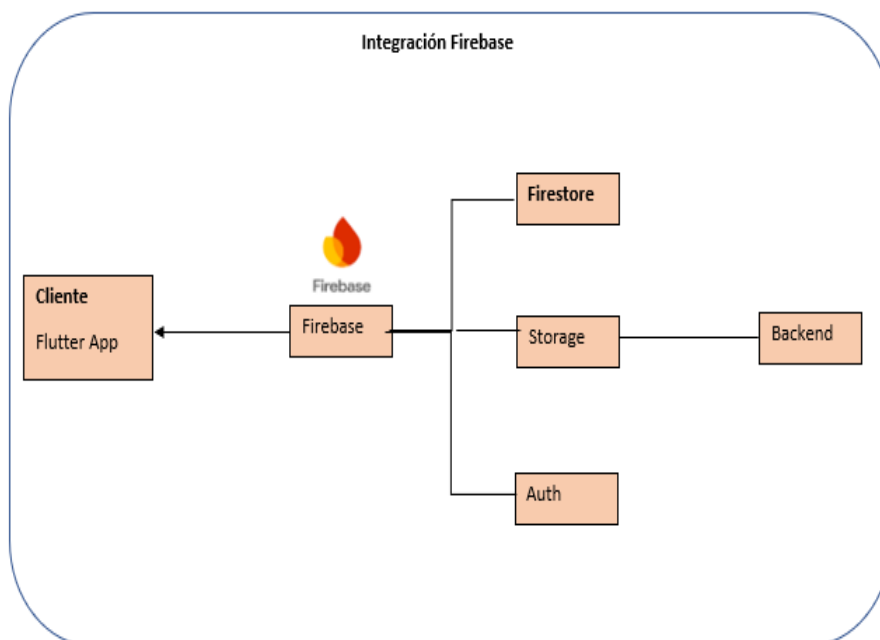 Integración Firebase
Firestore
Firebase
Cliente
Flutter App
Firebase
Storage
Backend
Auth